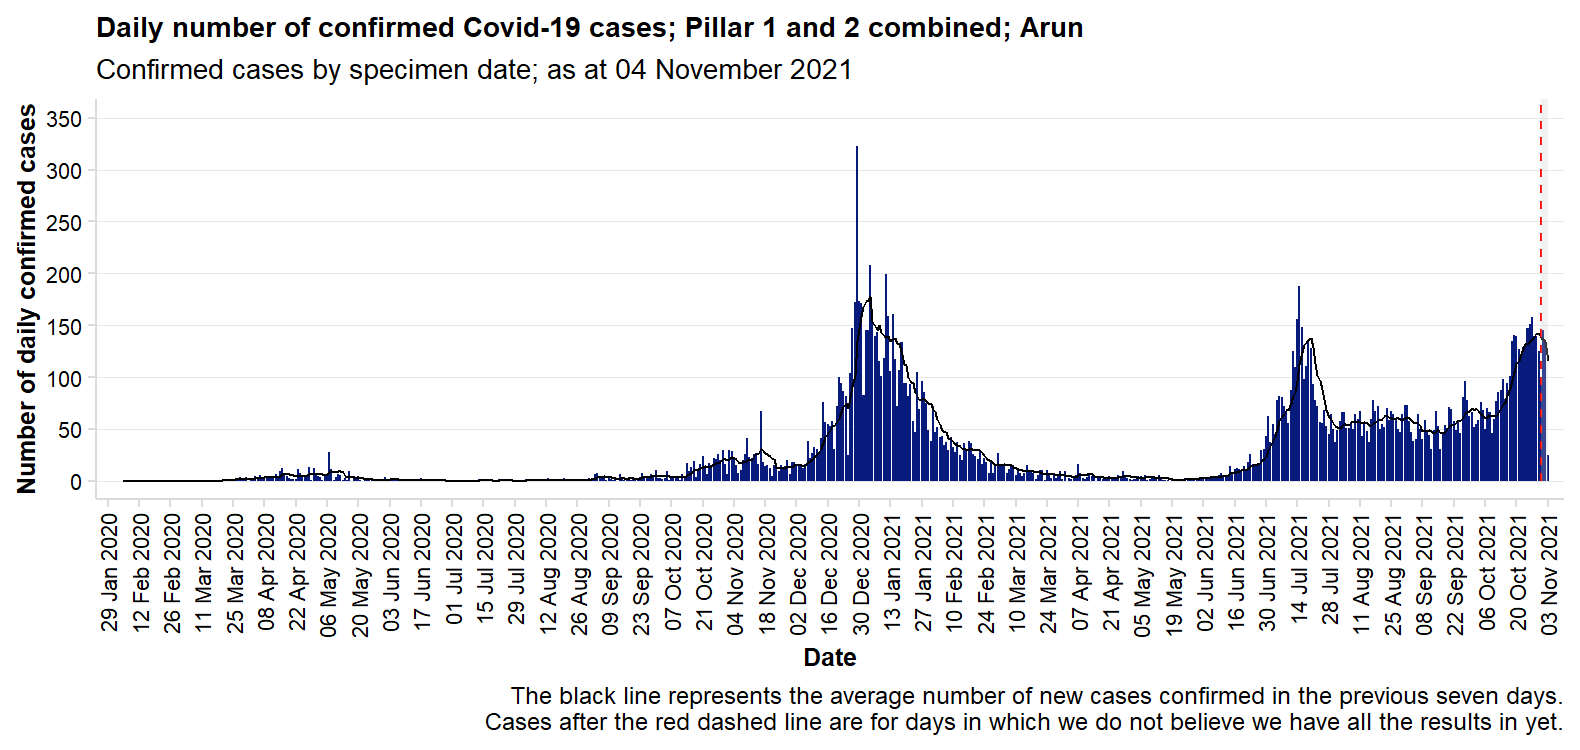 Daily number of confirmed Covid-19 cases; Pillar 1 and 2 combined; Arun
Confirmed cases by specimen date; as at 04 November 2021
Number of daily confirmed cases
350
300
250
200
150
100
50
0
29 Jan 2020
12 Feb 2020
26 Feb 2020
11 Mar 2020
25 Mar 2020
08 Apr 2020
22 Apr 2020
06 May 2020
20 May 2020
03 Jun 2020
17 Jun 2020
01 Jul 2020
15 Jul 2020
29 Jul 2020
12 Aug 2020
26 Aug 2020
09 Sep 2020
23 Sep 2020
07 Oct 2020
21 Oct 2020
04 Nov 2020
18 Nov 2020
02 Dec 2020
16 Dec 2020
30 Dec 2020
13 Jan 2021
27 Jan 2021
10 Feb 2021
24 Feb 2021
10 Mar 2021
24 Mar 2021
07 Apr 2021
21 Apr 2021
05 May 2021
19 May 2021
02 Jun 2021
16 Jun 2021
30 Jun 2021
14 Jul 2021
28 Jul 2021
11 Aug 2021
25 Aug 2021
08 Sep 2021
22 Sep 2021
06 Oct 2021
20 Oct 2021
03 Nov 2021
Date
The black line represents the average number of new cases confirmed in the previous seven days.
Cases after the red dashed line are for days in which we do not believe we have all the results in yet.